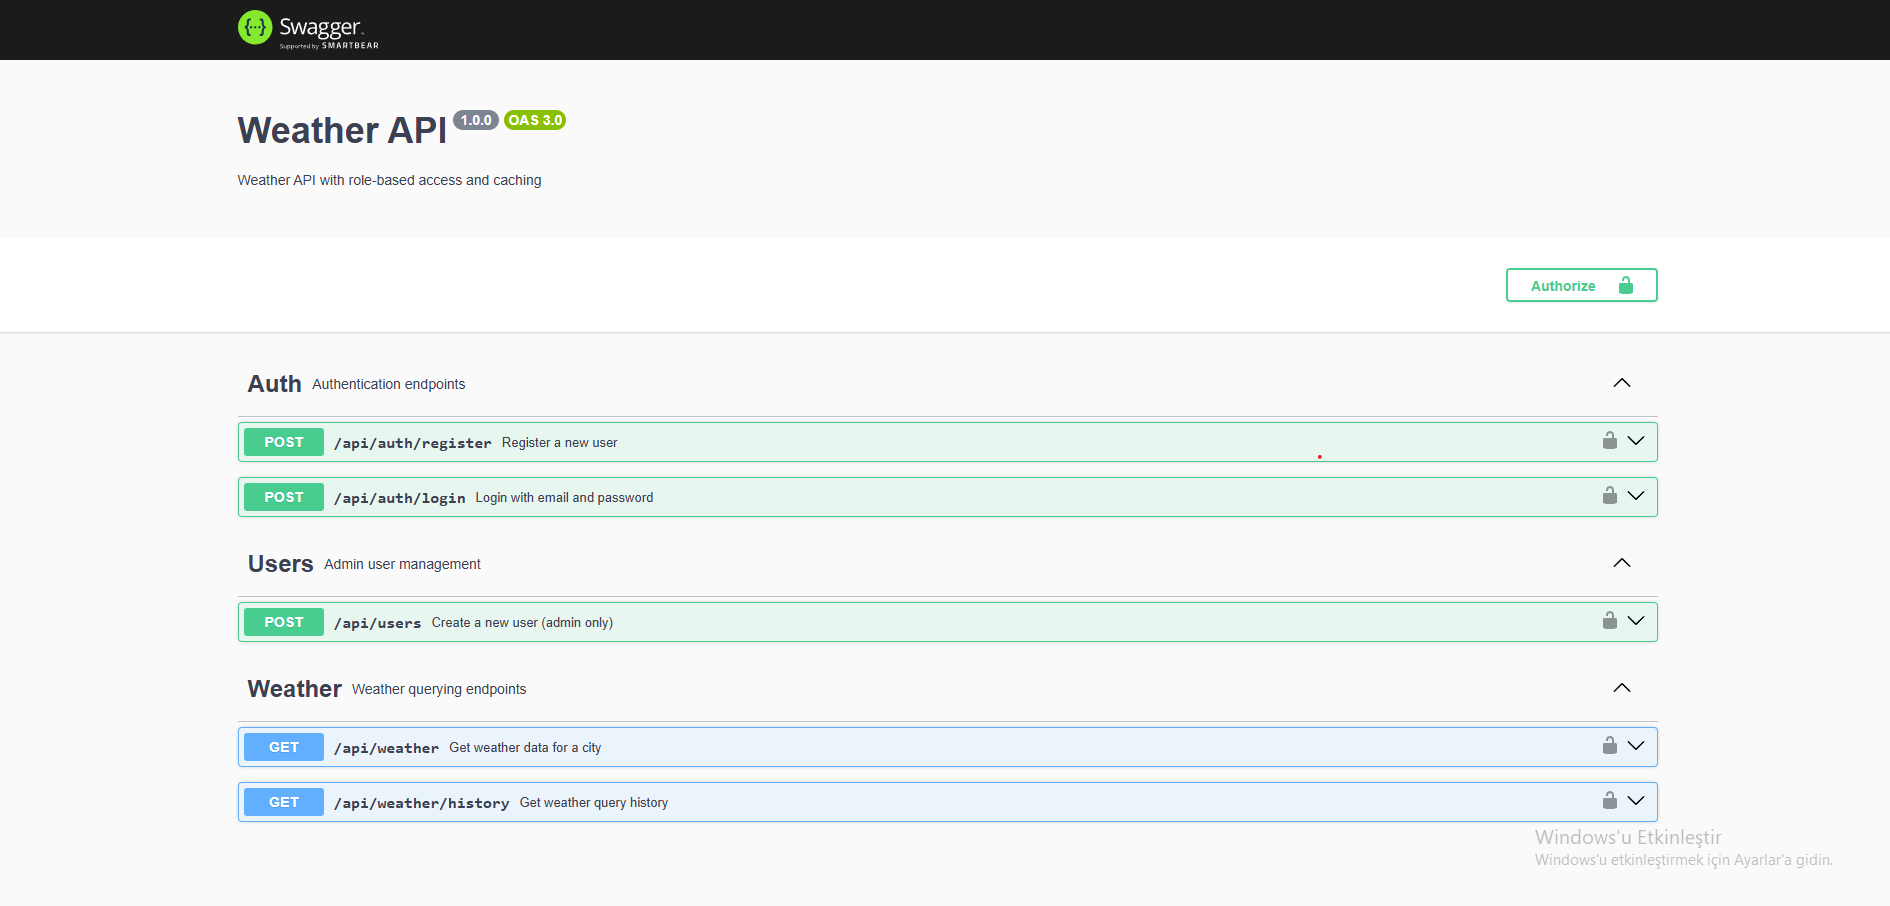 {···} Swagger
Supported by SMARTBEAR
Weather API 1.0.0 OAS 3.0
Weather API with role-based access and caching
Authorize
Auth Authentication endpoints
POST /api/auth/register Register a new user
POST /api/auth/login Login with email and password
Users Admin user management
POST /api/users Create a new user (admin only)
Weather Weather querying endpoints
GET /api/weather Get weather data for a city
GET /api/weather/history Get weather query history
Windows'u Etkinleştir
Windows'u etkinleştirmek için Ayarlar'a gidin.